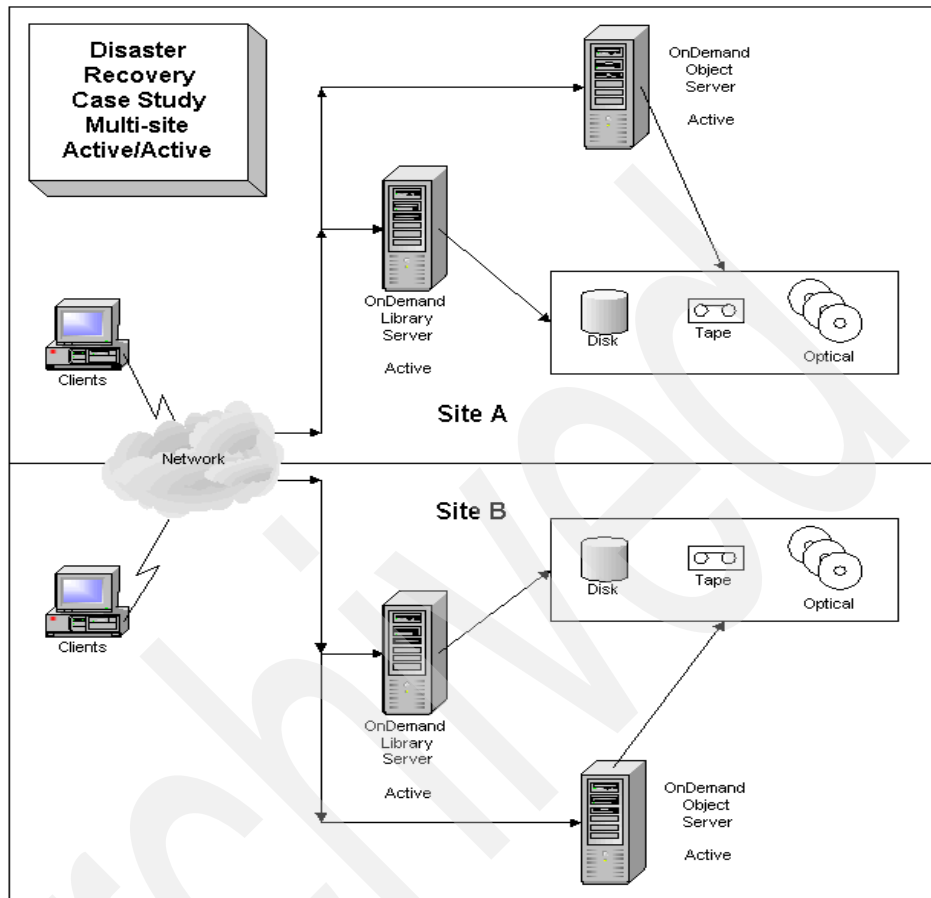 Disaster
Recovery
Case Study
Multi-site
Active/Active
OnDemand
Object
Server
Active
OnDemand
Library
Server
Active
Disk
Tape
Optical
Clients
Site A
Network
Site B
Disk
Tape
Optical
Clients
OnDemand
Library
Server
Active
OnDemand
Object
Server
Active
rchived